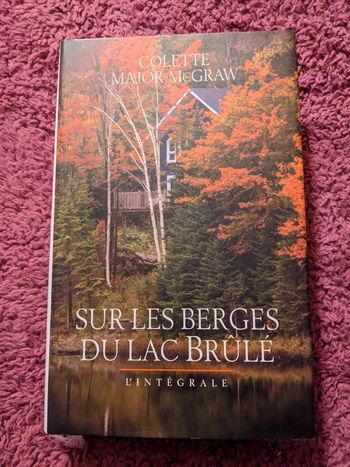 COLETTE
MAJOR-McGRAW
SUR LES BERGES
DU LAC BRÛLÉ
L'INTÉGRALE